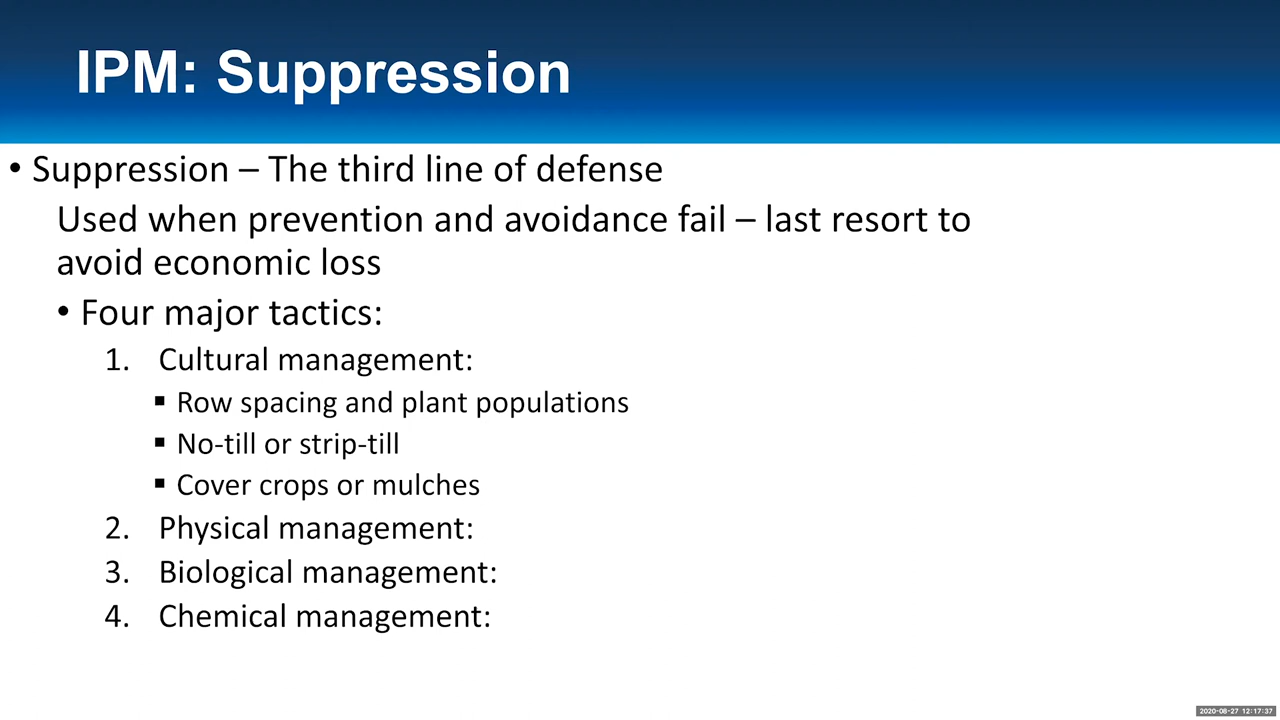 IPM: Suppression
• Suppression – The third line of defense
Used when prevention and avoidance fail – last resort to
avoid economic loss
• Four major tactics:
1. Cultural management:
▪ Row spacing and plant populations
▪ No-till or strip-till
▪ Cover crops or mulches
2. Physical management:
3. Biological management:
4. Chemical management:
2020-08-27 12:17:37